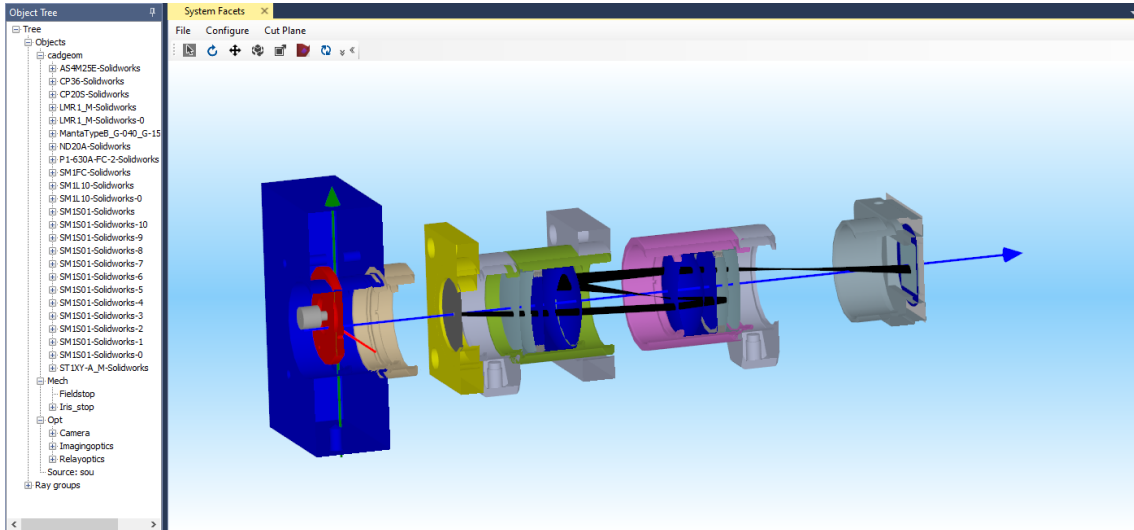 Object Tree
System Facets
File Configure Cut Plane
Tree
Objects
cadgeom
AS4M25E-Solidworks
CP36-Solidworks
CP20S-Solidworks
LMR1_M-Solidworks
LMR1_M-Solidworks-0
MantaTypeB_G-040_G-15
ND20A-Solidworks
P1-630A-FC-2-Solidworks
SM1FC-Solidworks
SM1L10-Solidworks
SM1L10-Solidworks-0
SM1S01-Solidworks
SM1S01-Solidworks-10
SM1S01-Solidworks-9
SM1S01-Solidworks-8
SM1S01-Solidworks-7
SM1S01-Solidworks-6
SM1S01-Solidworks-5
SM1S01-Solidworks-4
SM1S01-Solidworks-3
SM1S01-Solidworks-2
SM1S01-Solidworks-1
SM1S01-Solidworks-0
ST1XY-A_M-Solidworks
Mech
Fieldstop
Iris_stop
Opt
Camera
Imagingoptics
Relayoptics
Source: sou
Ray groups